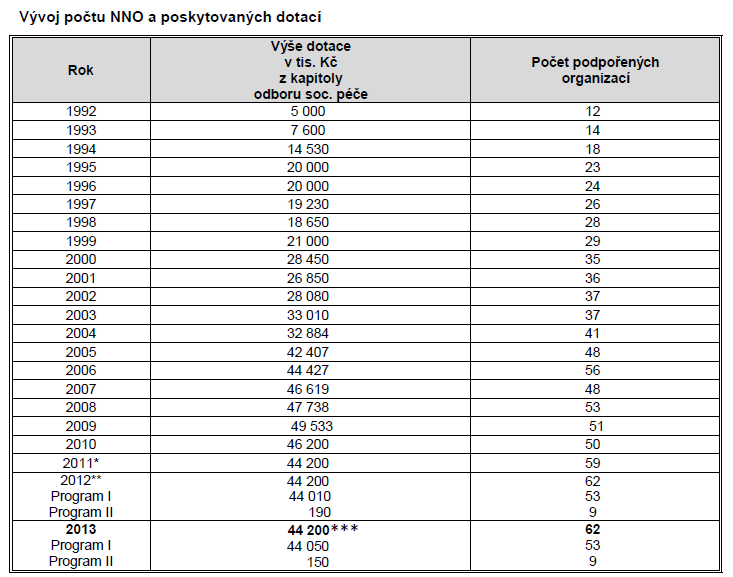 Vývoj počtu NNO a poskytovaných dotací
Rok
Výše dotace
v tis. Kč
z kapitoly
odboru soc. péče
Počet podpořených
organizací
1992 5 000 12
1993 7 600 14
1994 14 530 18
1995 20 000 23
1996 20 000 24
1997 19 230 26
1998 18 650 28
1999 21 000 29
2000 28 450 35
2001 26 850 36
2002 28 080 37
2003 33 010 37
2004 32 884 41
2005 42 407 48
2006 44 427 56
2007 46 619 48
2008 47 738 53
2009 49 533 51
2010 46 200 50
2011* 44 200 59
2012** 44 200 62
Program I 44 010 53
Program II 190 9
2013 44 200*** 62
Program I 44 050 53
Program II 150 9